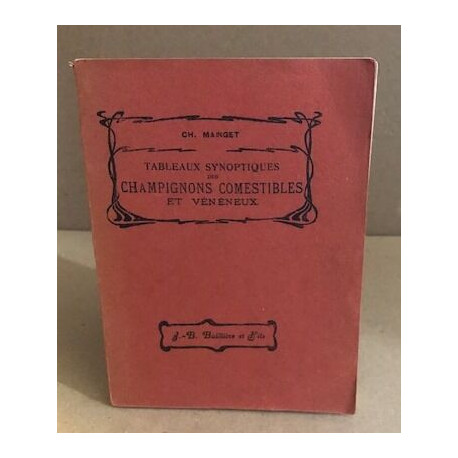 CH. MANGET
TABLEAUX SYNOPTIQUES
DES
CHAMPIGNONS COMESTIBLES
ET VÉNÉNEUX
J.-B. Baillière et Fils